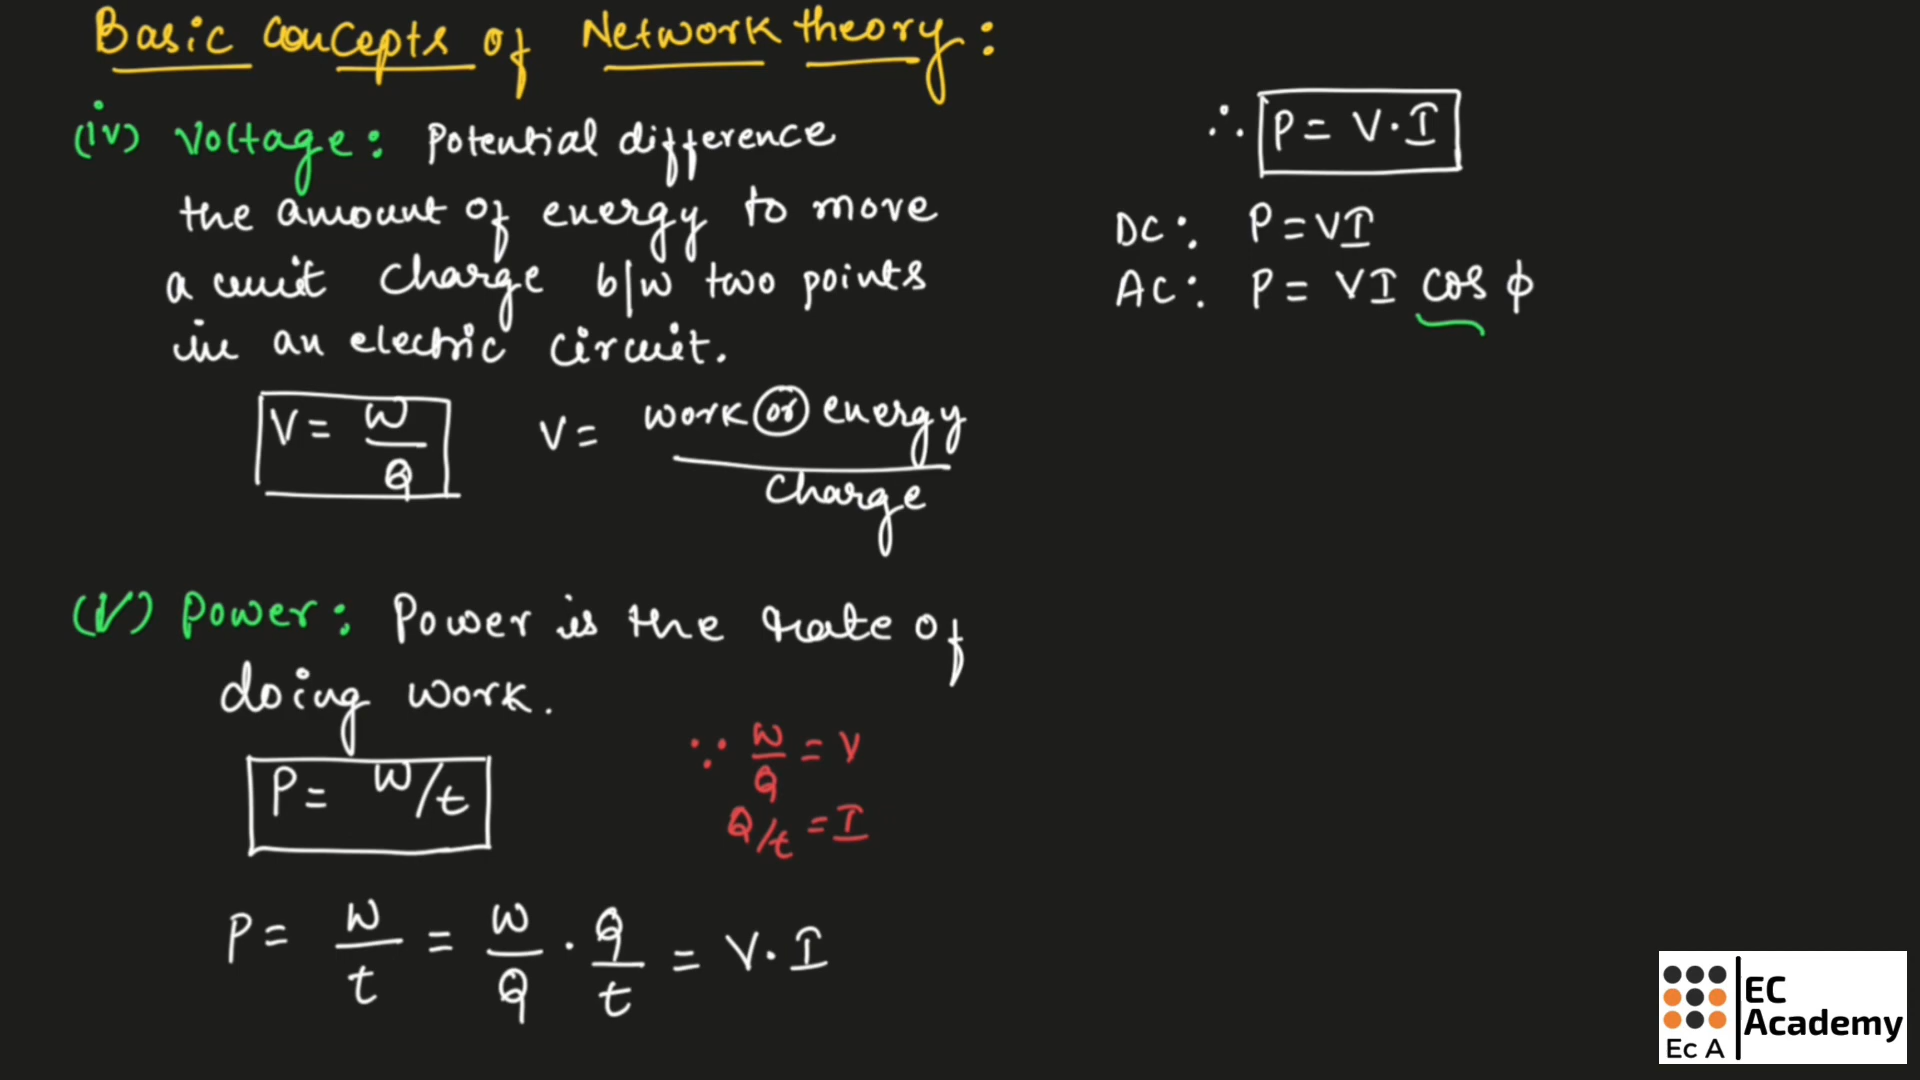 Basic Concepts of Network theory:
(iv) Voltage: Potential difference
the amount of energy to move
a unit charge b/w two points
in an electric circuit.
V = W/Q   V = work or energy / charge
(V) Power: Power is the rate of
doing work.
P = W/t
∵ W/Q = V
Q/t = I
P = W/t = W/Q · Q/t = V·I
∴ P = V·I
DC: P = VI
AC: P = VI cos ϕ
EC
Academy
Ec A